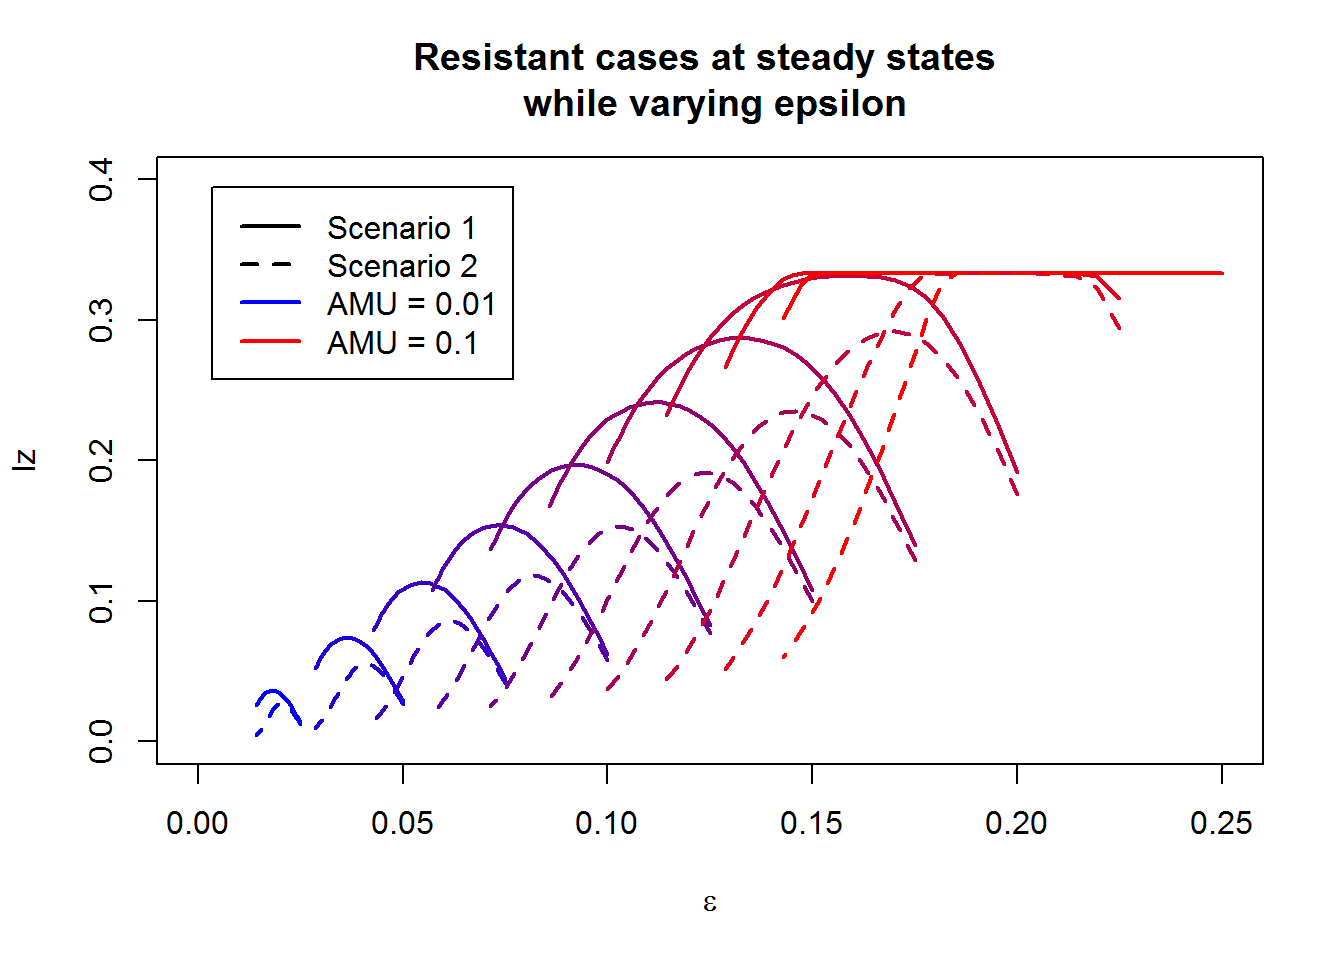 Resistant cases at steady states
while varying epsilon
Iz
0.4
0.3
0.2
0.1
0.0
Scenario 1
Scenario 2
AMU = 0.01
AMU = 0.1
0.00 0.05 0.10 0.15 0.20 0.25
ε